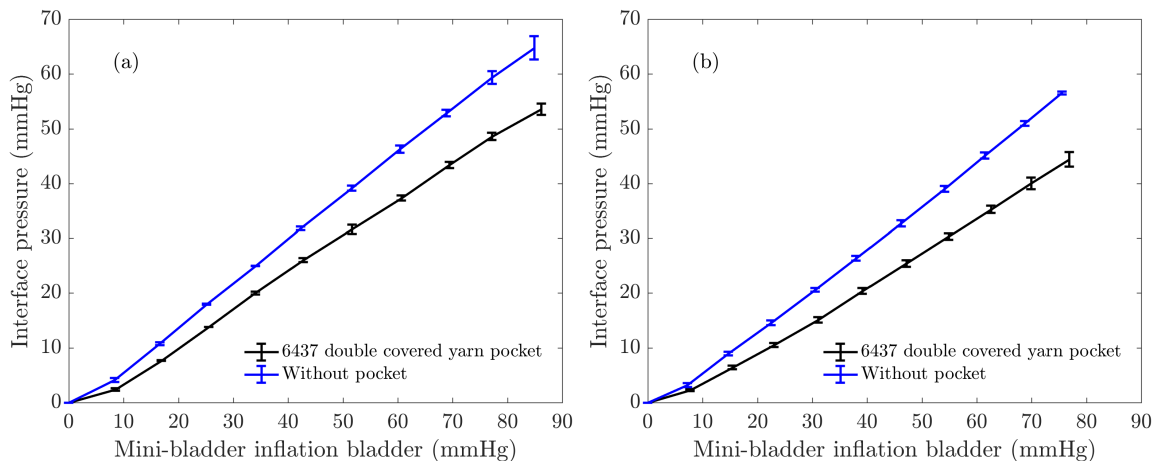 70
60
50
40
30
20
10
0
Interface pressure (mmHg)
(a)
6437 double covered yarn pocket
Without pocket
0 10 20 30 40 50 60 70 80 90
Mini-bladder inflation bladder (mmHg)
70
60
50
40
30
20
10
0
Interface pressure (mmHg)
(b)
6437 double covered yarn pocket
Without pocket
0 10 20 30 40 50 60 70 80 90
Mini-bladder inflation bladder (mmHg)